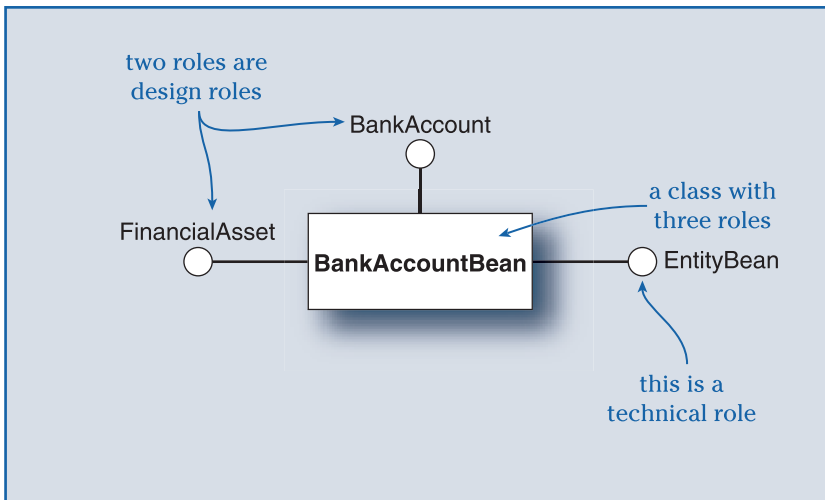 two roles are
design roles
BankAccount
a class with
three roles
FinancialAsset
BankAccountBean
EntityBean
this is a
technical role